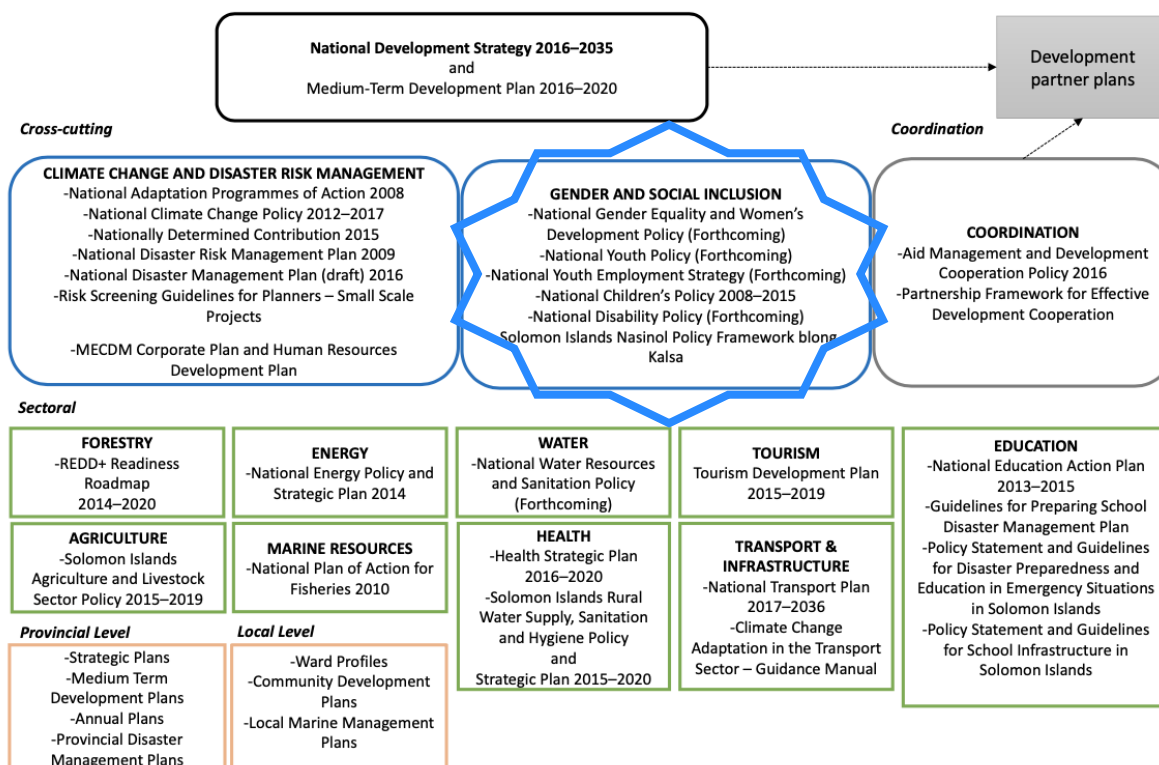 National Development Strategy 2016–2035
and
Medium-Term Development Plan 2016–2020
Development
partner plans
Cross-cutting
Coordination
CLIMATE CHANGE AND DISASTER RISK MANAGEMENT
-National Adaptation Programmes of Action 2008
-National Climate Change Policy 2012–2017
-Nationally Determined Contribution 2015
-National Disaster Risk Management Plan 2009
-National Disaster Management Plan (draft) 2016
-Risk Screening Guidelines for Planners – Small Scale
Projects
-MECDM Corporate Plan and Human Resources
Development Plan
GENDER AND SOCIAL INCLUSION
-National Gender Equality and Women's
Development Policy (Forthcoming)
-National Youth Policy (Forthcoming)
-National Youth Employment Strategy (Forthcoming)
-National Children's Policy 2008–2015
-National Disability Policy (Forthcoming)
Solomon Islands Nasinol Policy Framework blong
Kalsa
COORDINATION
-Aid Management and Development
Cooperation Policy 2016
-Partnership Framework for Effective
Development Cooperation
Sectoral
FORESTRY
-REDD+ Readiness
Roadmap
2014–2020
ENERGY
-National Energy Policy and
Strategic Plan 2014
WATER
-National Water Resources
and Sanitation Policy
(Forthcoming)
TOURISM
Tourism Development Plan
2015–2019
EDUCATION
-National Education Action Plan
2013–2015
-Guidelines for Preparing School
Disaster Management Plan
-Policy Statement and Guidelines
for Disaster Preparedness and
Education in Emergency Situations
in Solomon Islands
-Policy Statement and Guidelines
for School Infrastructure in
Solomon Islands
AGRICULTURE
-Solomon Islands
Agriculture and Livestock
Sector Policy 2015–2019
MARINE RESOURCES
-National Plan of Action for
Fisheries 2010
HEALTH
-Health Strategic Plan
2016–2020
-Solomon Islands Rural
Water Supply, Sanitation
and Hygiene Policy
and
Strategic Plan 2015–2020
TRANSPORT &
INFRASTRUCTURE
-National Transport Plan
2017–2036
-Climate Change
Adaptation in the Transport
Sector – Guidance Manual
Provincial Level
Local Level
-Strategic Plans
-Medium Term
Development Plans
-Annual Plans
-Provincial Disaster
Management Plans
-Ward Profiles
-Community Development
Plans
-Local Marine Management
Plans